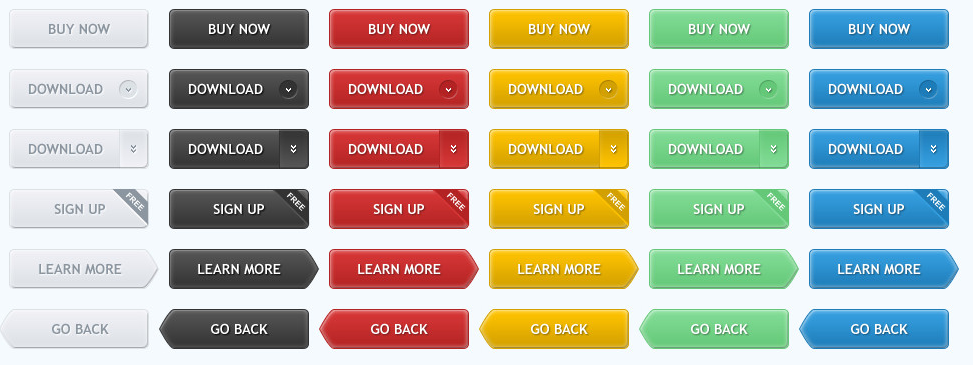 BUY NOW BUY NOW BUY NOW BUY NOW BUY NOW BUY NOW
DOWNLOAD DOWNLOAD DOWNLOAD DOWNLOAD DOWNLOAD DOWNLOAD
DOWNLOAD DOWNLOAD DOWNLOAD DOWNLOAD DOWNLOAD DOWNLOAD
SIGN UP FREE SIGN UP FREE SIGN UP FREE SIGN UP FREE SIGN UP FREE SIGN UP FREE
LEARN MORE LEARN MORE LEARN MORE LEARN MORE LEARN MORE LEARN MORE
GO BACK GO BACK GO BACK GO BACK GO BACK GO BACK